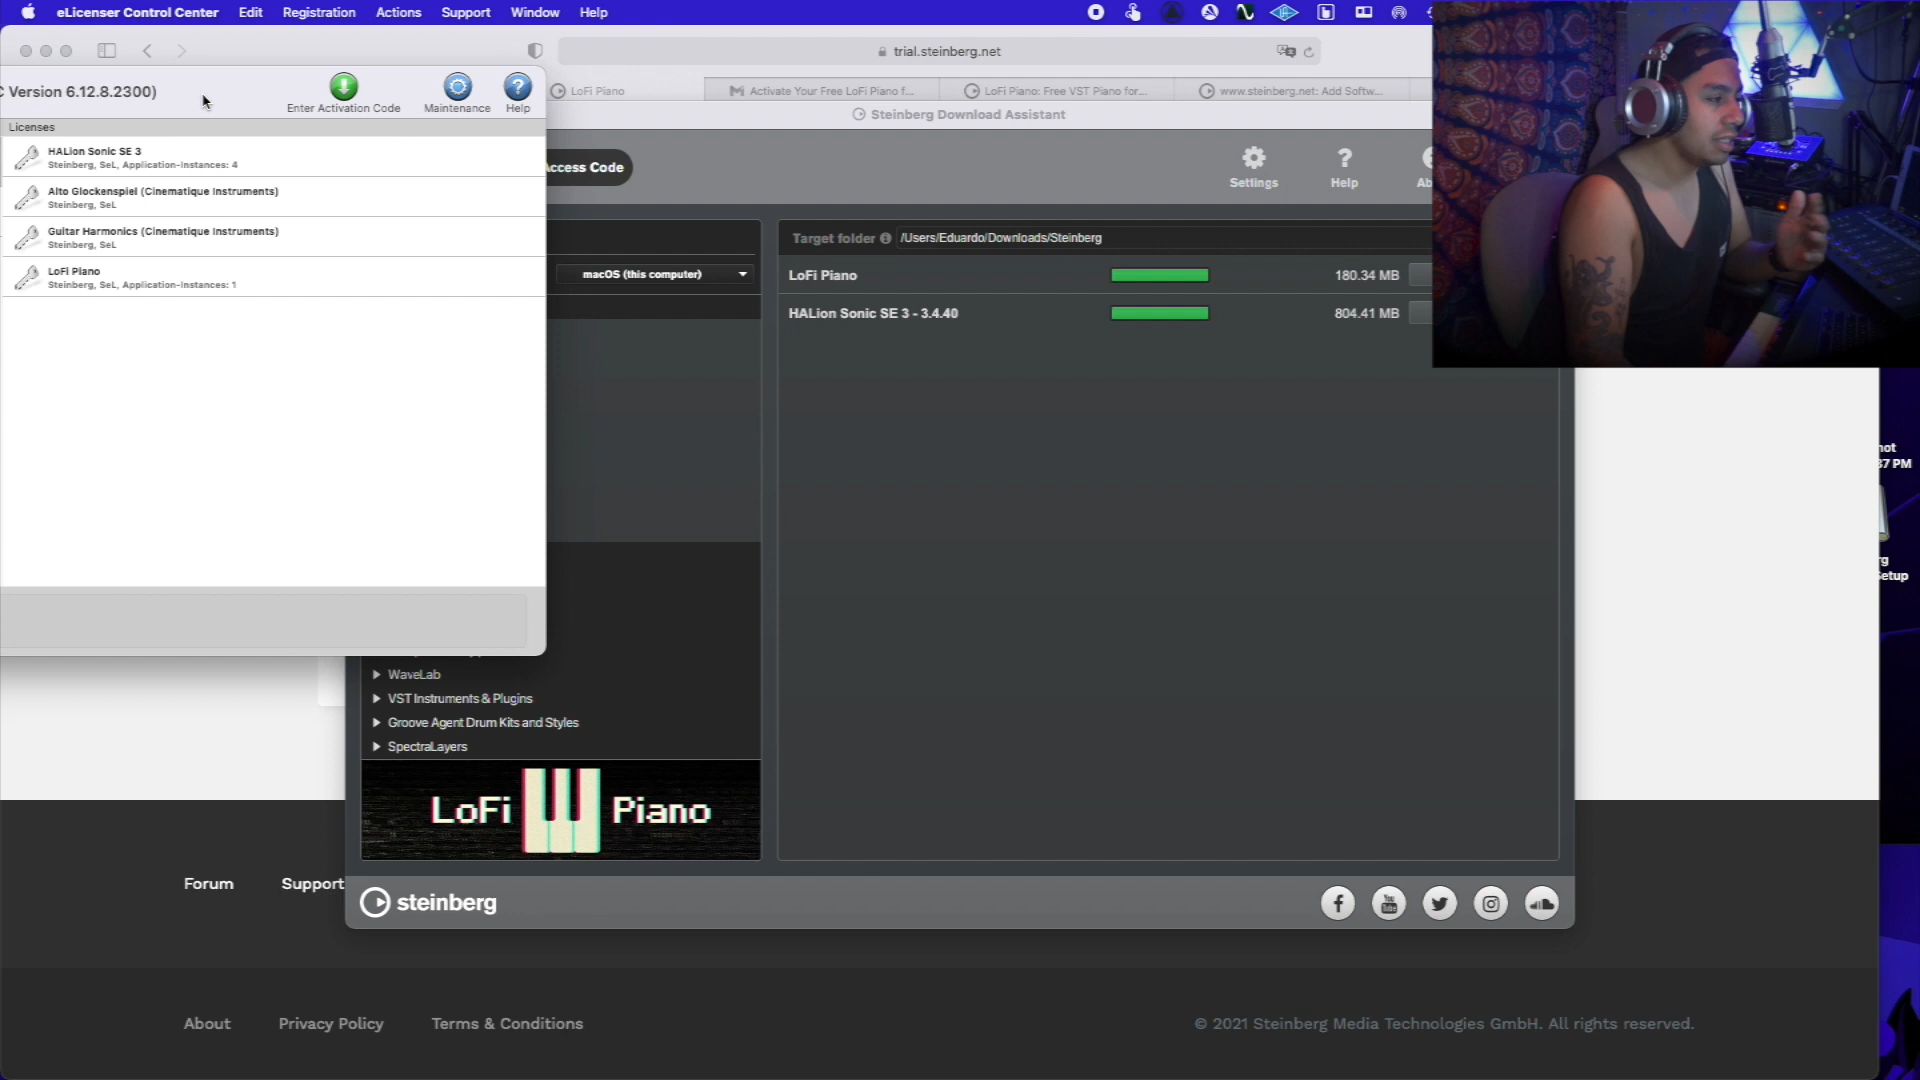 eLicenser Control Center Edit Registration Actions Support Window Help
trial.steinberg.net
Version 6.12.8.2300)
Enter Activation Code
Maintenance
Help
LoFi Piano
Activate Your Free LoFi Piano f...
LoFi Piano: Free VST Piano for...
www.steinberg.net: Add Softw...
Steinberg Download Assistant
Licenses
HALion Sonic SE 3
Steinberg, SeL, Application-Instances: 4
Alto Glockenspiel (Cinematique Instruments)
Steinberg, SeL
Guitar Harmonics (Cinematique Instruments)
Steinberg, SeL
LoFi Piano
Steinberg, SeL, Application-Instances: 1
Access Code
Settings
Help
Target folder /Users/Eduardo/Downloads/Steinberg
macOS (this computer)
LoFi Piano 180.34 MB
HALion Sonic SE 3 - 3.4.40 804.41 MB
37 PM
WaveLab
VST Instruments & Plugins
Groove Agent Drum Kits and Styles
SpectraLayers
LoFi Piano
steinberg
Forum Support
About Privacy Policy Terms & Conditions
© 2021 Steinberg Media Technologies GmbH. All rights reserved.